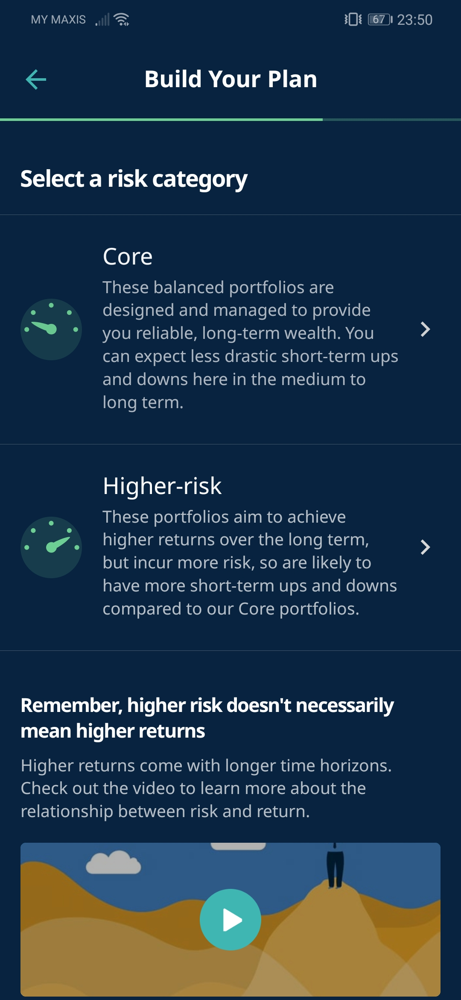 MY MAXIS 67 23:50
Build Your Plan
Select a risk category
Core
These balanced portfolios are
designed and managed to provide
you reliable, long-term wealth. You
can expect less drastic short-term ups
and downs here in the medium to
long term.
Higher-risk
These portfolios aim to achieve
higher returns over the long term,
but incur more risk, so are likely to
have more short-term ups and downs
compared to our Core portfolios.
Remember, higher risk doesn't necessarily
mean higher returns
Higher returns come with longer time horizons.
Check out the video to learn more about the
relationship between risk and return.